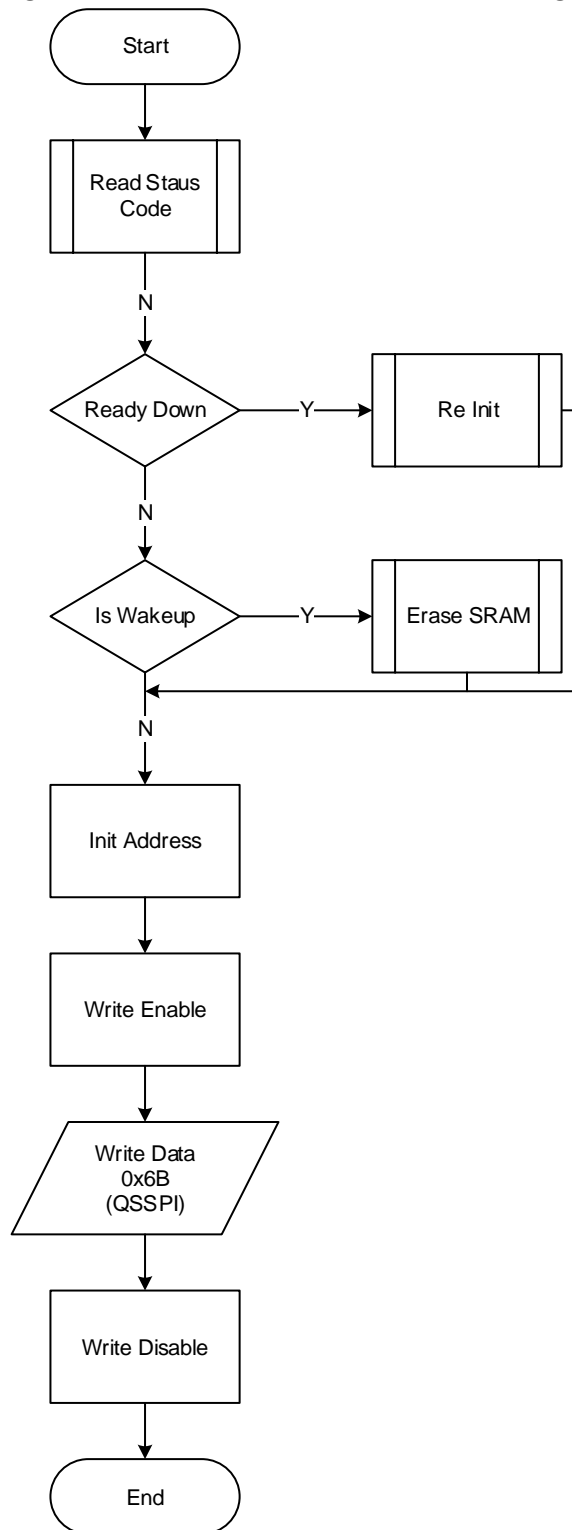 Start
Read Staus
Code
N
Ready Down
Y
Re Init
N
Is Wakeup
Y
Erase SRAM
N
Init Address
Write Enable
Write Data
0x6B
(QSSPI)
Write Disable
End